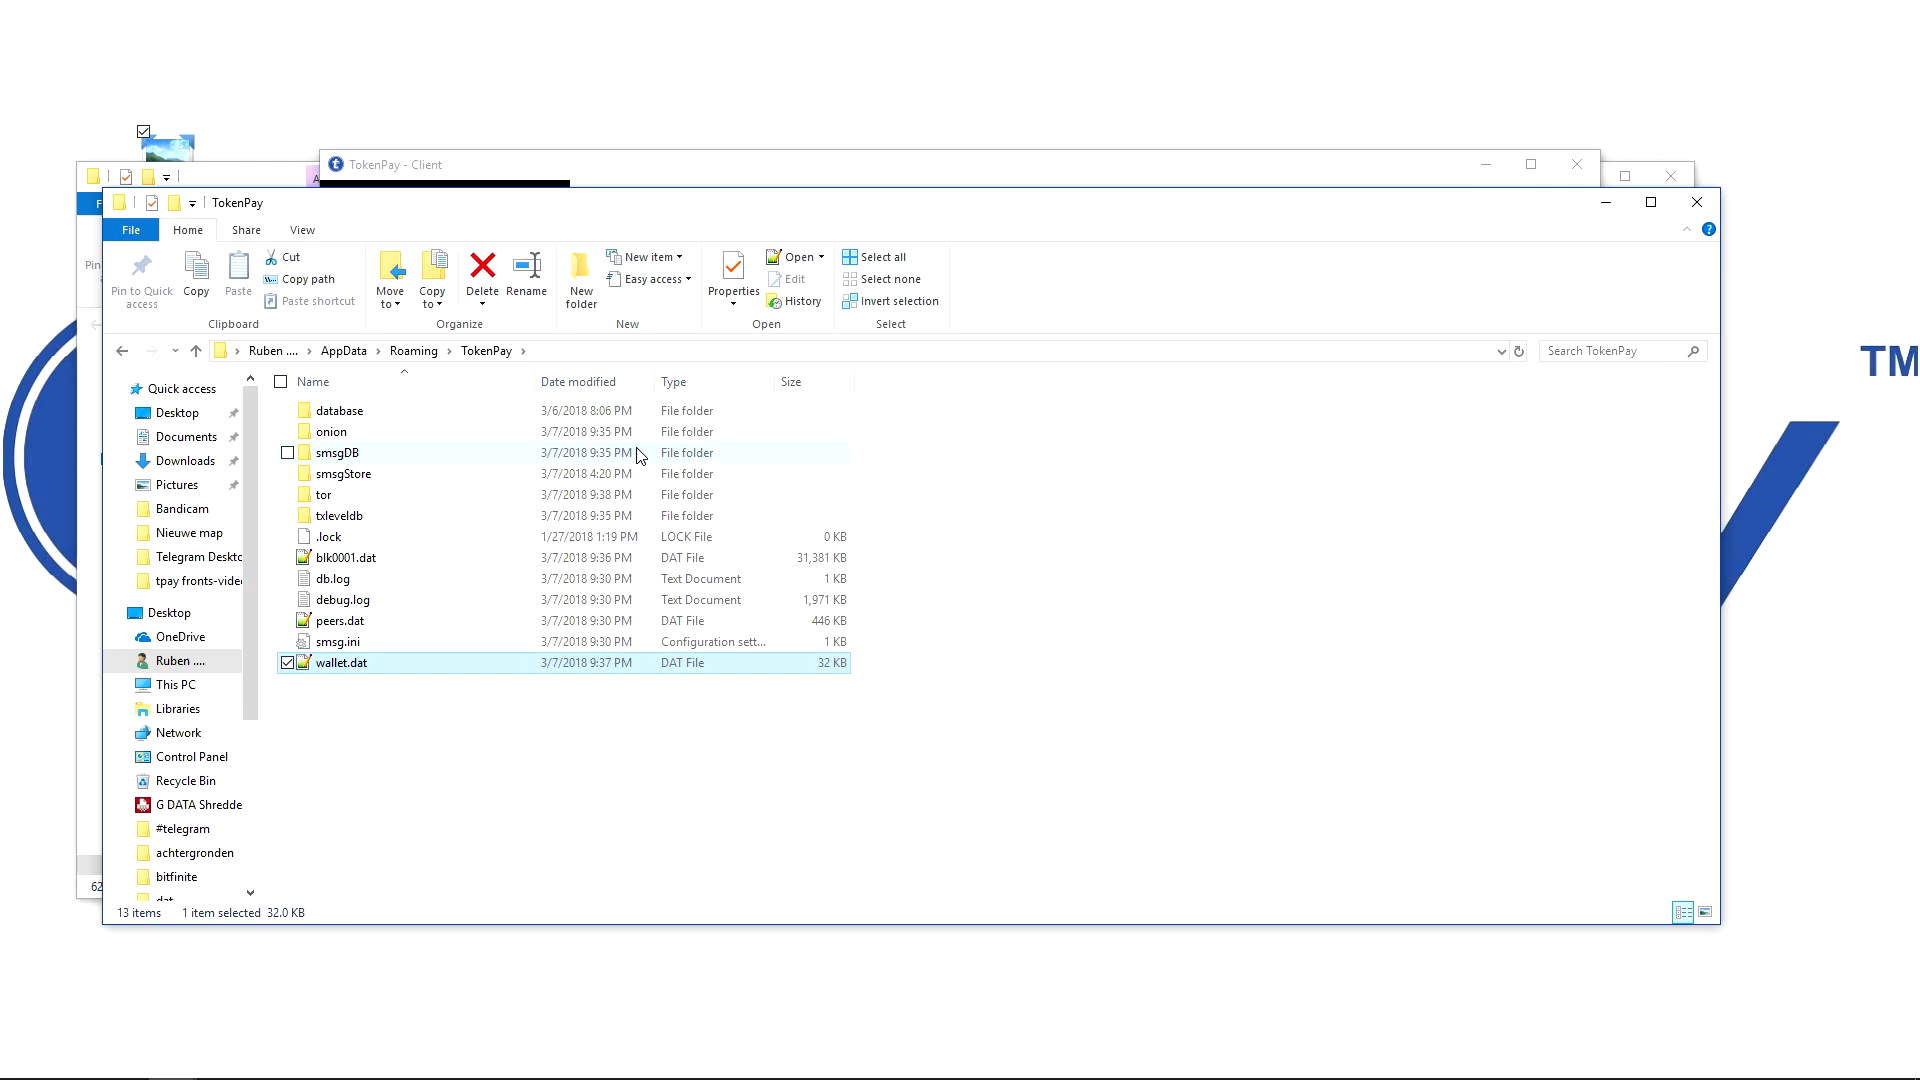 TokenPay - Client
TokenPay
File Home Share View
Pin to Quick access
Copy
Paste
Cut
Copy path
Paste shortcut
Clipboard
Move to
Copy to
Delete
Rename
Organize
New folder
New item
Easy access
New
Properties
Open
Edit
History
Open
Select all
Select none
Invert selection
Select
Ruben .... > AppData > Roaming > TokenPay >
Search TokenPay
Quick access
Desktop
Documents
Downloads
Pictures
Bandicam
Nieuwe map
Telegram Deskto
tpay fronts-video
Desktop
OneDrive
Ruben ....
This PC
Libraries
Network
Control Panel
Recycle Bin
G DATA Shredde
#telegram
achtergronden
bitfinite
dat
Name Date modified Type Size
database 3/6/2018 8:06 PM File folder
onion 3/7/2018 9:35 PM File folder
smsgDB 3/7/2018 9:35 PM File folder
smsgStore 3/7/2018 4:20 PM File folder
tor 3/7/2018 9:38 PM File folder
txleveldb 3/7/2018 9:35 PM File folder
.lock 1/27/2018 1:19 PM LOCK File 0 KB
blk0001.dat 3/7/2018 9:36 PM DAT File 31,381 KB
db.log 3/7/2018 9:30 PM Text Document 1 KB
debug.log 3/7/2018 9:30 PM Text Document 1,971 KB
peers.dat 3/7/2018 9:30 PM DAT File 446 KB
smsg.ini 3/7/2018 9:30 PM Configuration sett... 1 KB
wallet.dat 3/7/2018 9:37 PM DAT File 32 KB
13 items 1 item selected 32.0 KB
Pin
62
TM